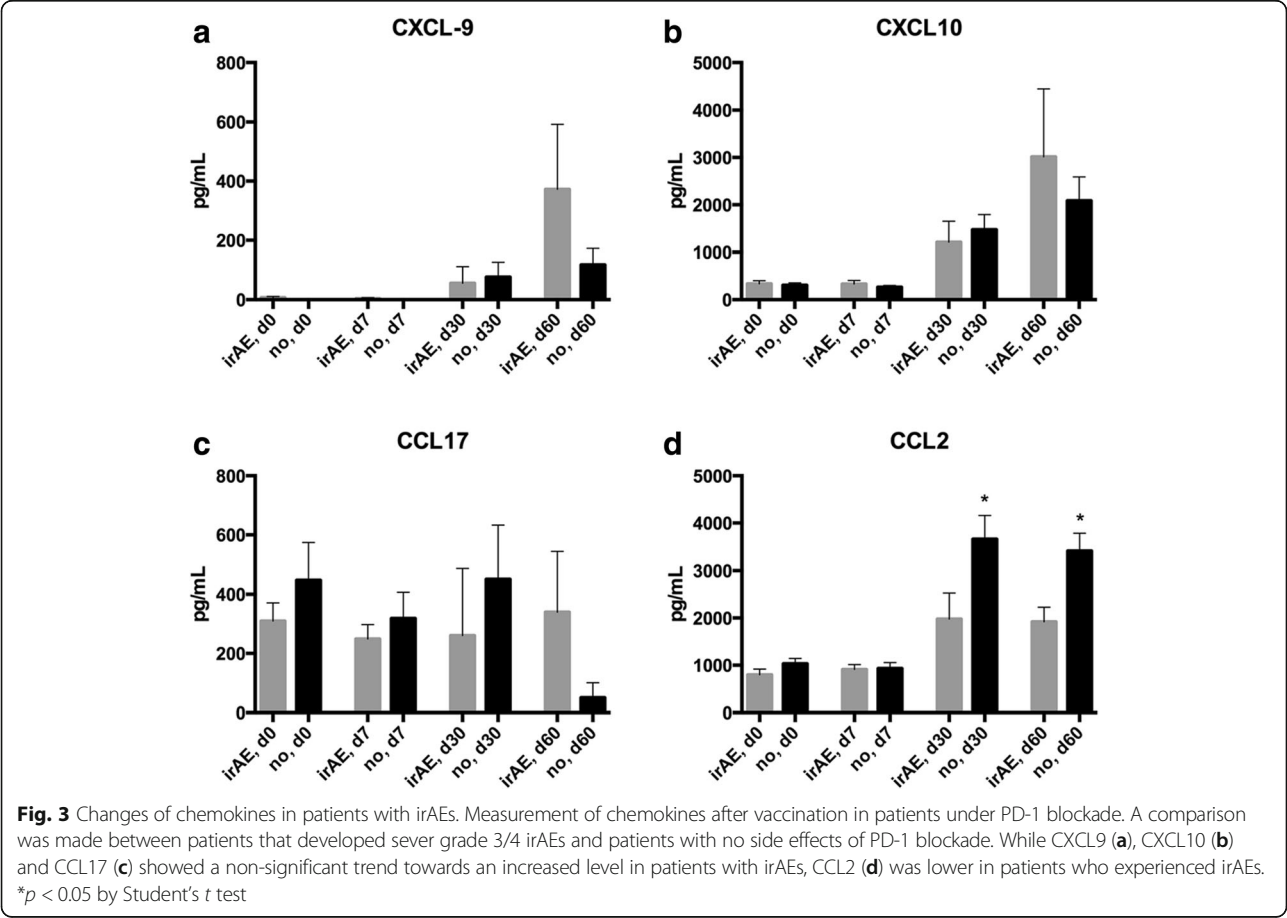 a
CXCL-9
pg/mL
800
600
400
200
0
irAE, d0
no, d0
irAE, d7
no, d7
irAE, d30
no, d30
irAE, d60
no, d60
b
CXCL10
pg/mL
5000
4000
3000
2000
1000
0
irAE, d0
no, d0
irAE, d7
no, d7
irAE, d30
no, d30
irAE, d60
no, d60
c
CCL17
pg/mL
800
600
400
200
0
irAE, d0
no, d0
irAE, d7
no, d7
irAE, d30
no, d30
irAE, d60
no, d60
d
CCL2
pg/mL
5000
4000
3000
2000
1000
0
*
*
irAE, d0
no, d0
irAE, d7
no, d7
irAE, d30
no, d30
irAE, d60
no, d60
Fig. 3 Changes of chemokines in patients with irAEs. Measurement of chemokines after vaccination in patients under PD-1 blockade. A comparison
was made between patients that developed sever grade 3/4 irAEs and patients with no side effects of PD-1 blockade. While CXCL9 (a), CXCL10 (b)
and CCL17 (c) showed a non-significant trend towards an increased level in patients with irAEs, CCL2 (d) was lower in patients who experienced irAEs.
*p < 0.05 by Student's t test